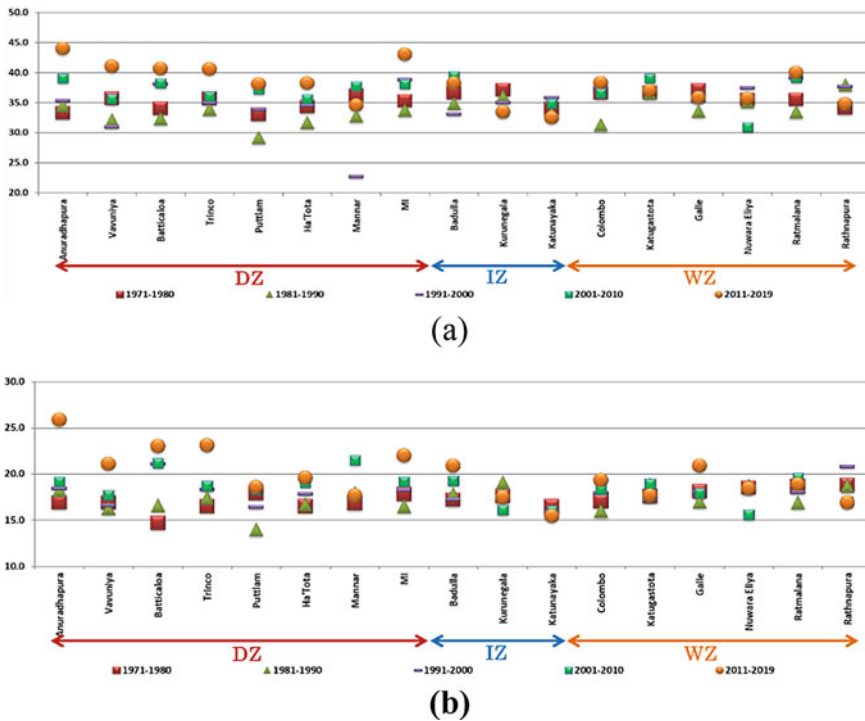 50.0
45.0
40.0
35.0
30.0
25.0
20.0
Anuradhapura Vavuniya Batticaloa Trinco Puttlam Ha'Tota Mannar MI Badulla Kurunegala Katunayaka Colombo Katugastota Galle Nuwara Eliya Ratmalana Rathnapura
DZ IZ WZ
1971-1980 1981-1990 1991-2000 2001-2010 2011-2019
(a)
30.0
25.0
20.0
15.0
10.0
Anuradhapura Vavuniya Batticaloa Trinco Puttlam Ha'Tota Mannar MI Badulla Kurunegala Katunayaka Colombo Katugastota Galle Nuwara Eliya Ratmalana Rathnapura
DZ IZ WZ
1971-1980 1981-1990 1991-2000 2001-2010 2011-2019
(b)